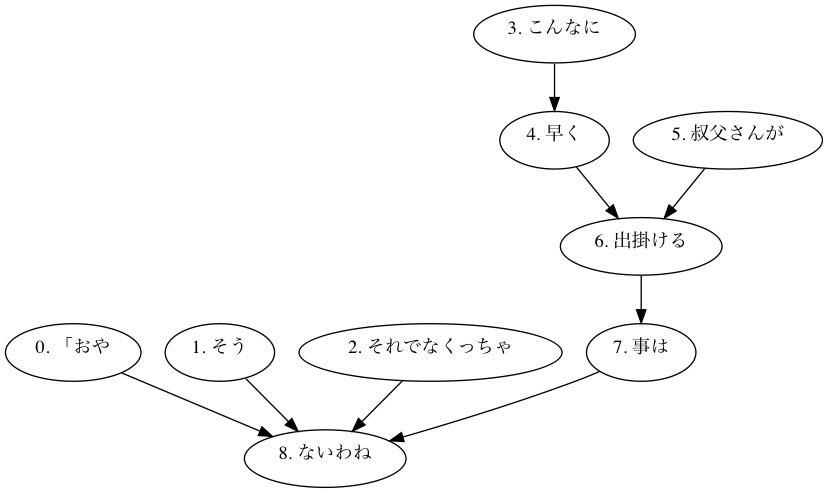 3. こんなに
4. 早く
5. 叔父さんが
6. 出掛ける
0. 「おや
1. そう
2. それでなくっちゃ
7. 事は
8. ないわね